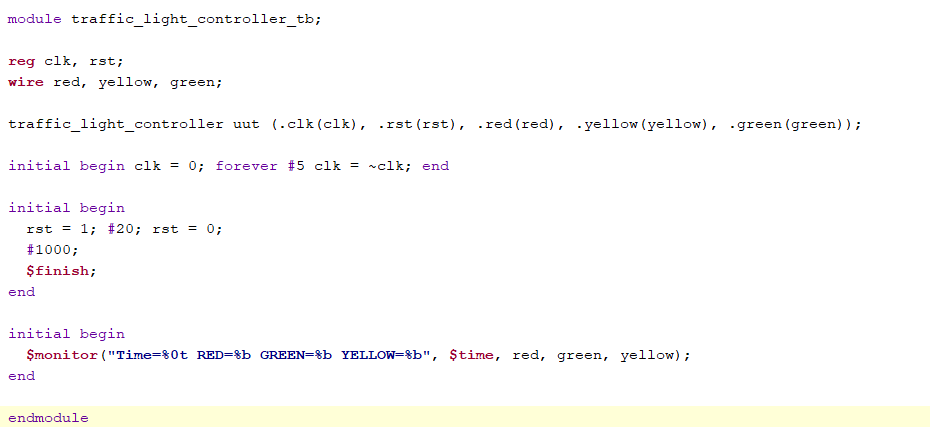 module traffic_light_controller_tb;
reg clk, rst;
wire red, yellow, green;
traffic_light_controller uut (.clk(clk), .rst(rst), .red(red), .yellow(yellow), .green(green));
initial begin clk = 0; forever #5 clk = ~clk; end
initial begin
rst = 1; #20; rst = 0;
#1000;
$finish;
end
initial begin
$monitor("Time=%0t RED=%b GREEN=%b YELLOW=%b", $time, red, green, yellow);
end
endmodule